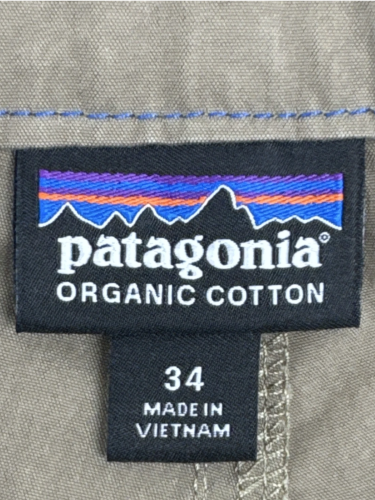 patagonia®
ORGANIC COTTON
34
MADE IN
VIETNAM